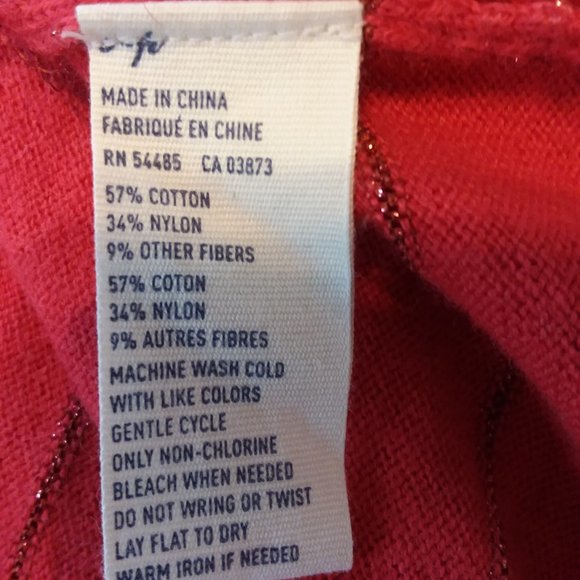 MADE IN CHINA
FABRIQUÉ EN CHINE
RN 54485 CA 03873
57% COTTON
34% NYLON
9% OTHER FIBERS
57% COTON
34% NYLON
9% AUTRES FIBRES
MACHINE WASH COLD
WITH LIKE COLORS
GENTLE CYCLE
ONLY NON-CHLORINE
BLEACH WHEN NEEDED
DO NOT WRING OR TWIST
LAY FLAT TO DRY
WARM IRON IF NEEDED